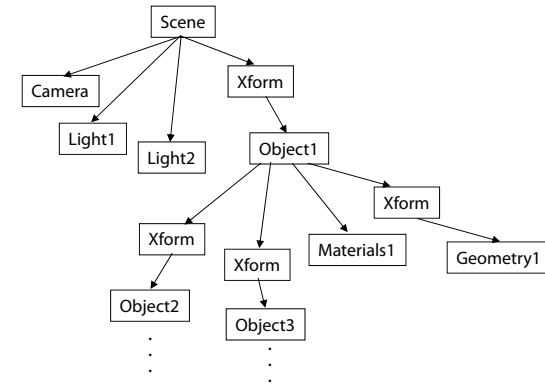 Scene
Camera
Xform
Light1
Light2
Object1
Xform
Xform
Xform
Materials1
Geometry1
Object2
Object3